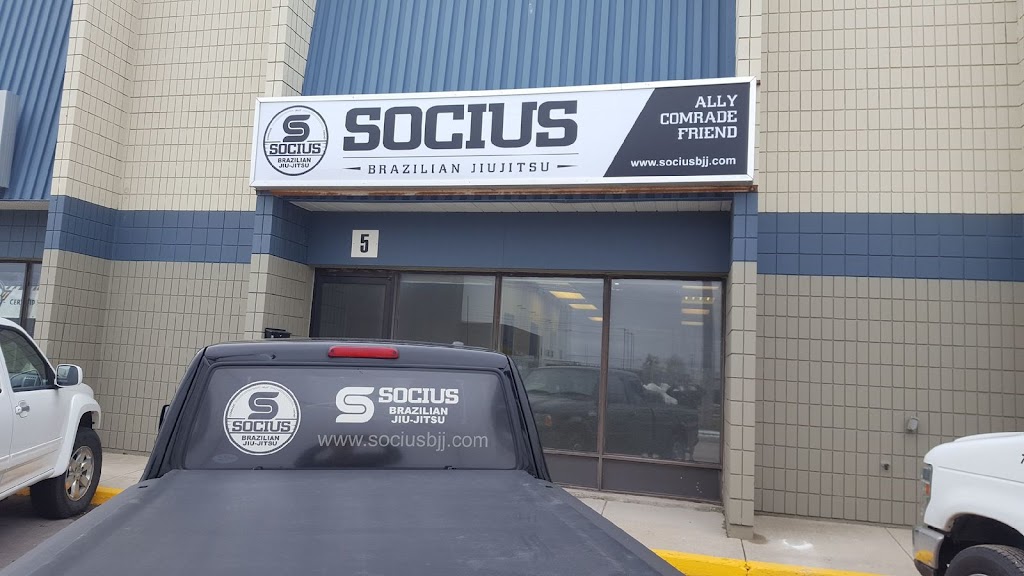 S
SOCIUS
BRAZILIAN
JIU-JITSU
SOCIUS
BRAZILIAN JIUJITSU
ALLY
COMRADE
FRIEND
www.sociusbjj.com
5
S
SOCIUS
BRAZILIAN
JIU-JITSU
S SOCIUS
BRAZILIAN
JIU-JITSU
www.sociusbjj.com